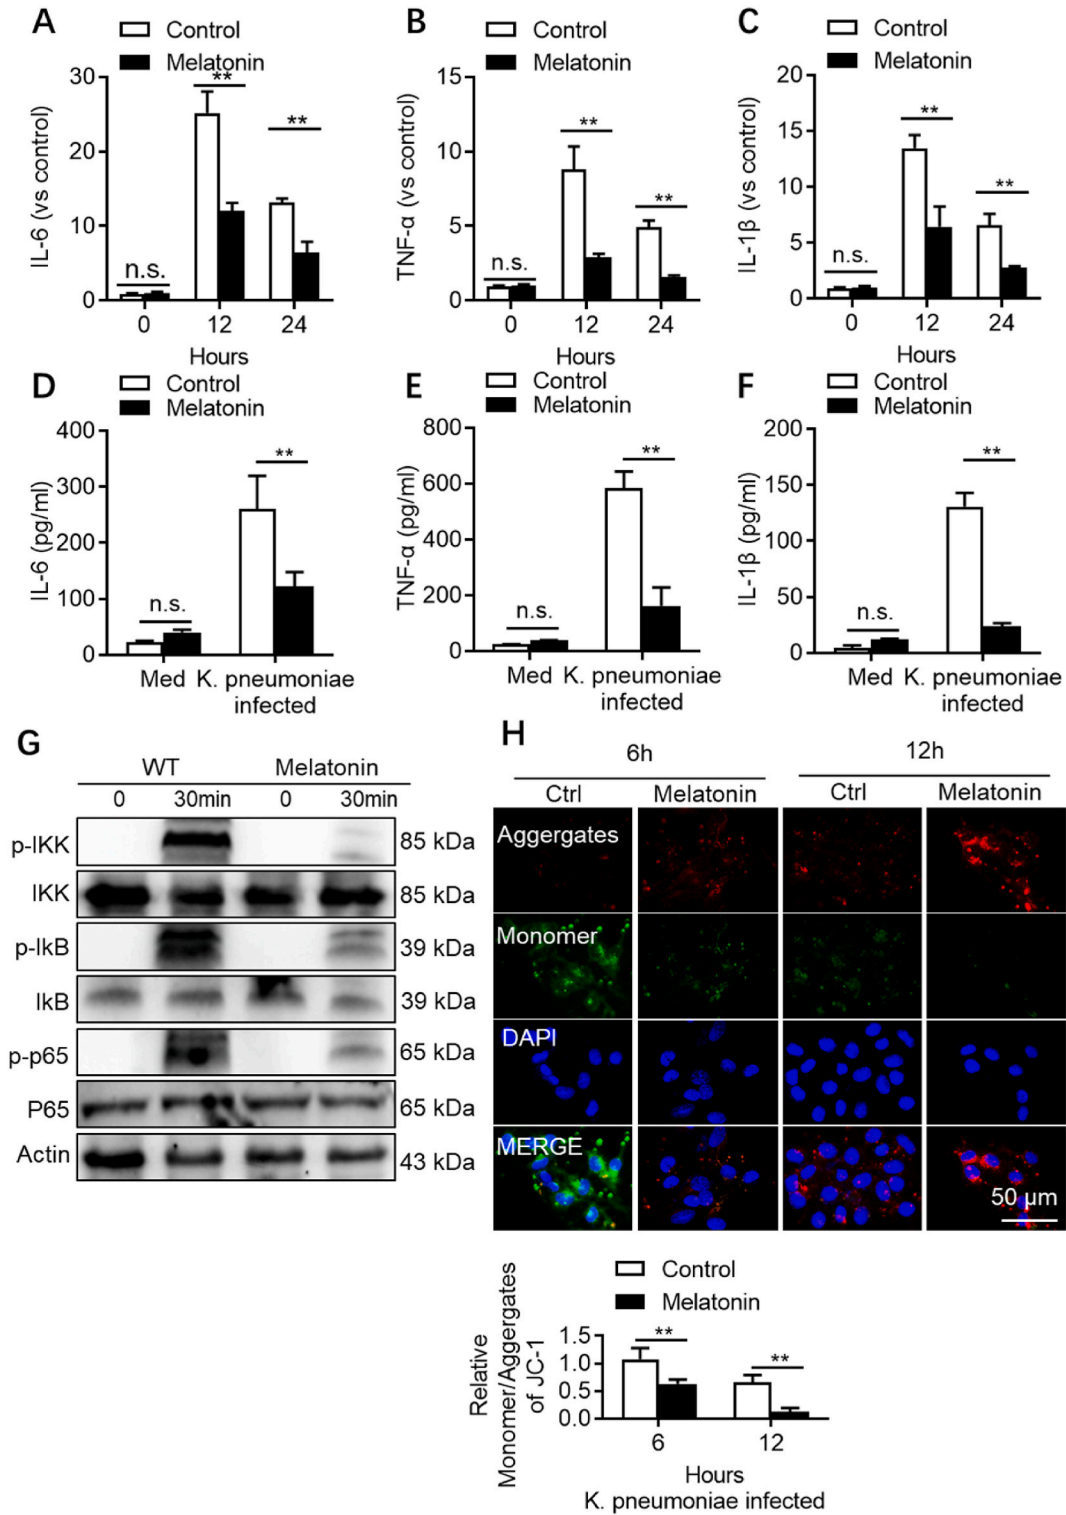 A
Control
Melatonin
IL-6 (vs control)
30
20
10
0
n.s.
**
**
0
12
24
Hours
B
Control
Melatonin
TNF-α (vs control)
15
10
5
0
n.s.
**
**
0
12
24
Hours
C
Control
Melatonin
IL-1β (vs control)
20
15
10
5
0
n.s.
**
**
0
12
24
Hours
D
Control
Melatonin
IL-6 (pg/ml)
400
300
200
100
0
n.s.
**
Med
K. pneumoniae
infected
E
Control
Melatonin
TNF-α (pg/ml)
800
600
400
200
0
n.s.
**
Med
K. pneumoniae
infected
F
Control
Melatonin
IL-1β (pg/ml)
200
150
100
50
0
n.s.
**
Med
K. pneumoniae
infected
G
WT Melatonin
0 30min 0 30min
p-IKK 85 kDa
IKK 85 kDa
p-IkB 39 kDa
IkB 39 kDa
p-p65 65 kDa
P65 65 kDa
Actin 43 kDa
H
6h 12h
Ctrl Melatonin Ctrl Melatonin
Aggergates
Monomer
DAPI
MERGE
50 μm
Control
Melatonin
Relative
Monomer/Aggergates
of JC-1
1.5
1.0
0.5
0.0
**
**
6
12
Hours
K. pneumoniae infected